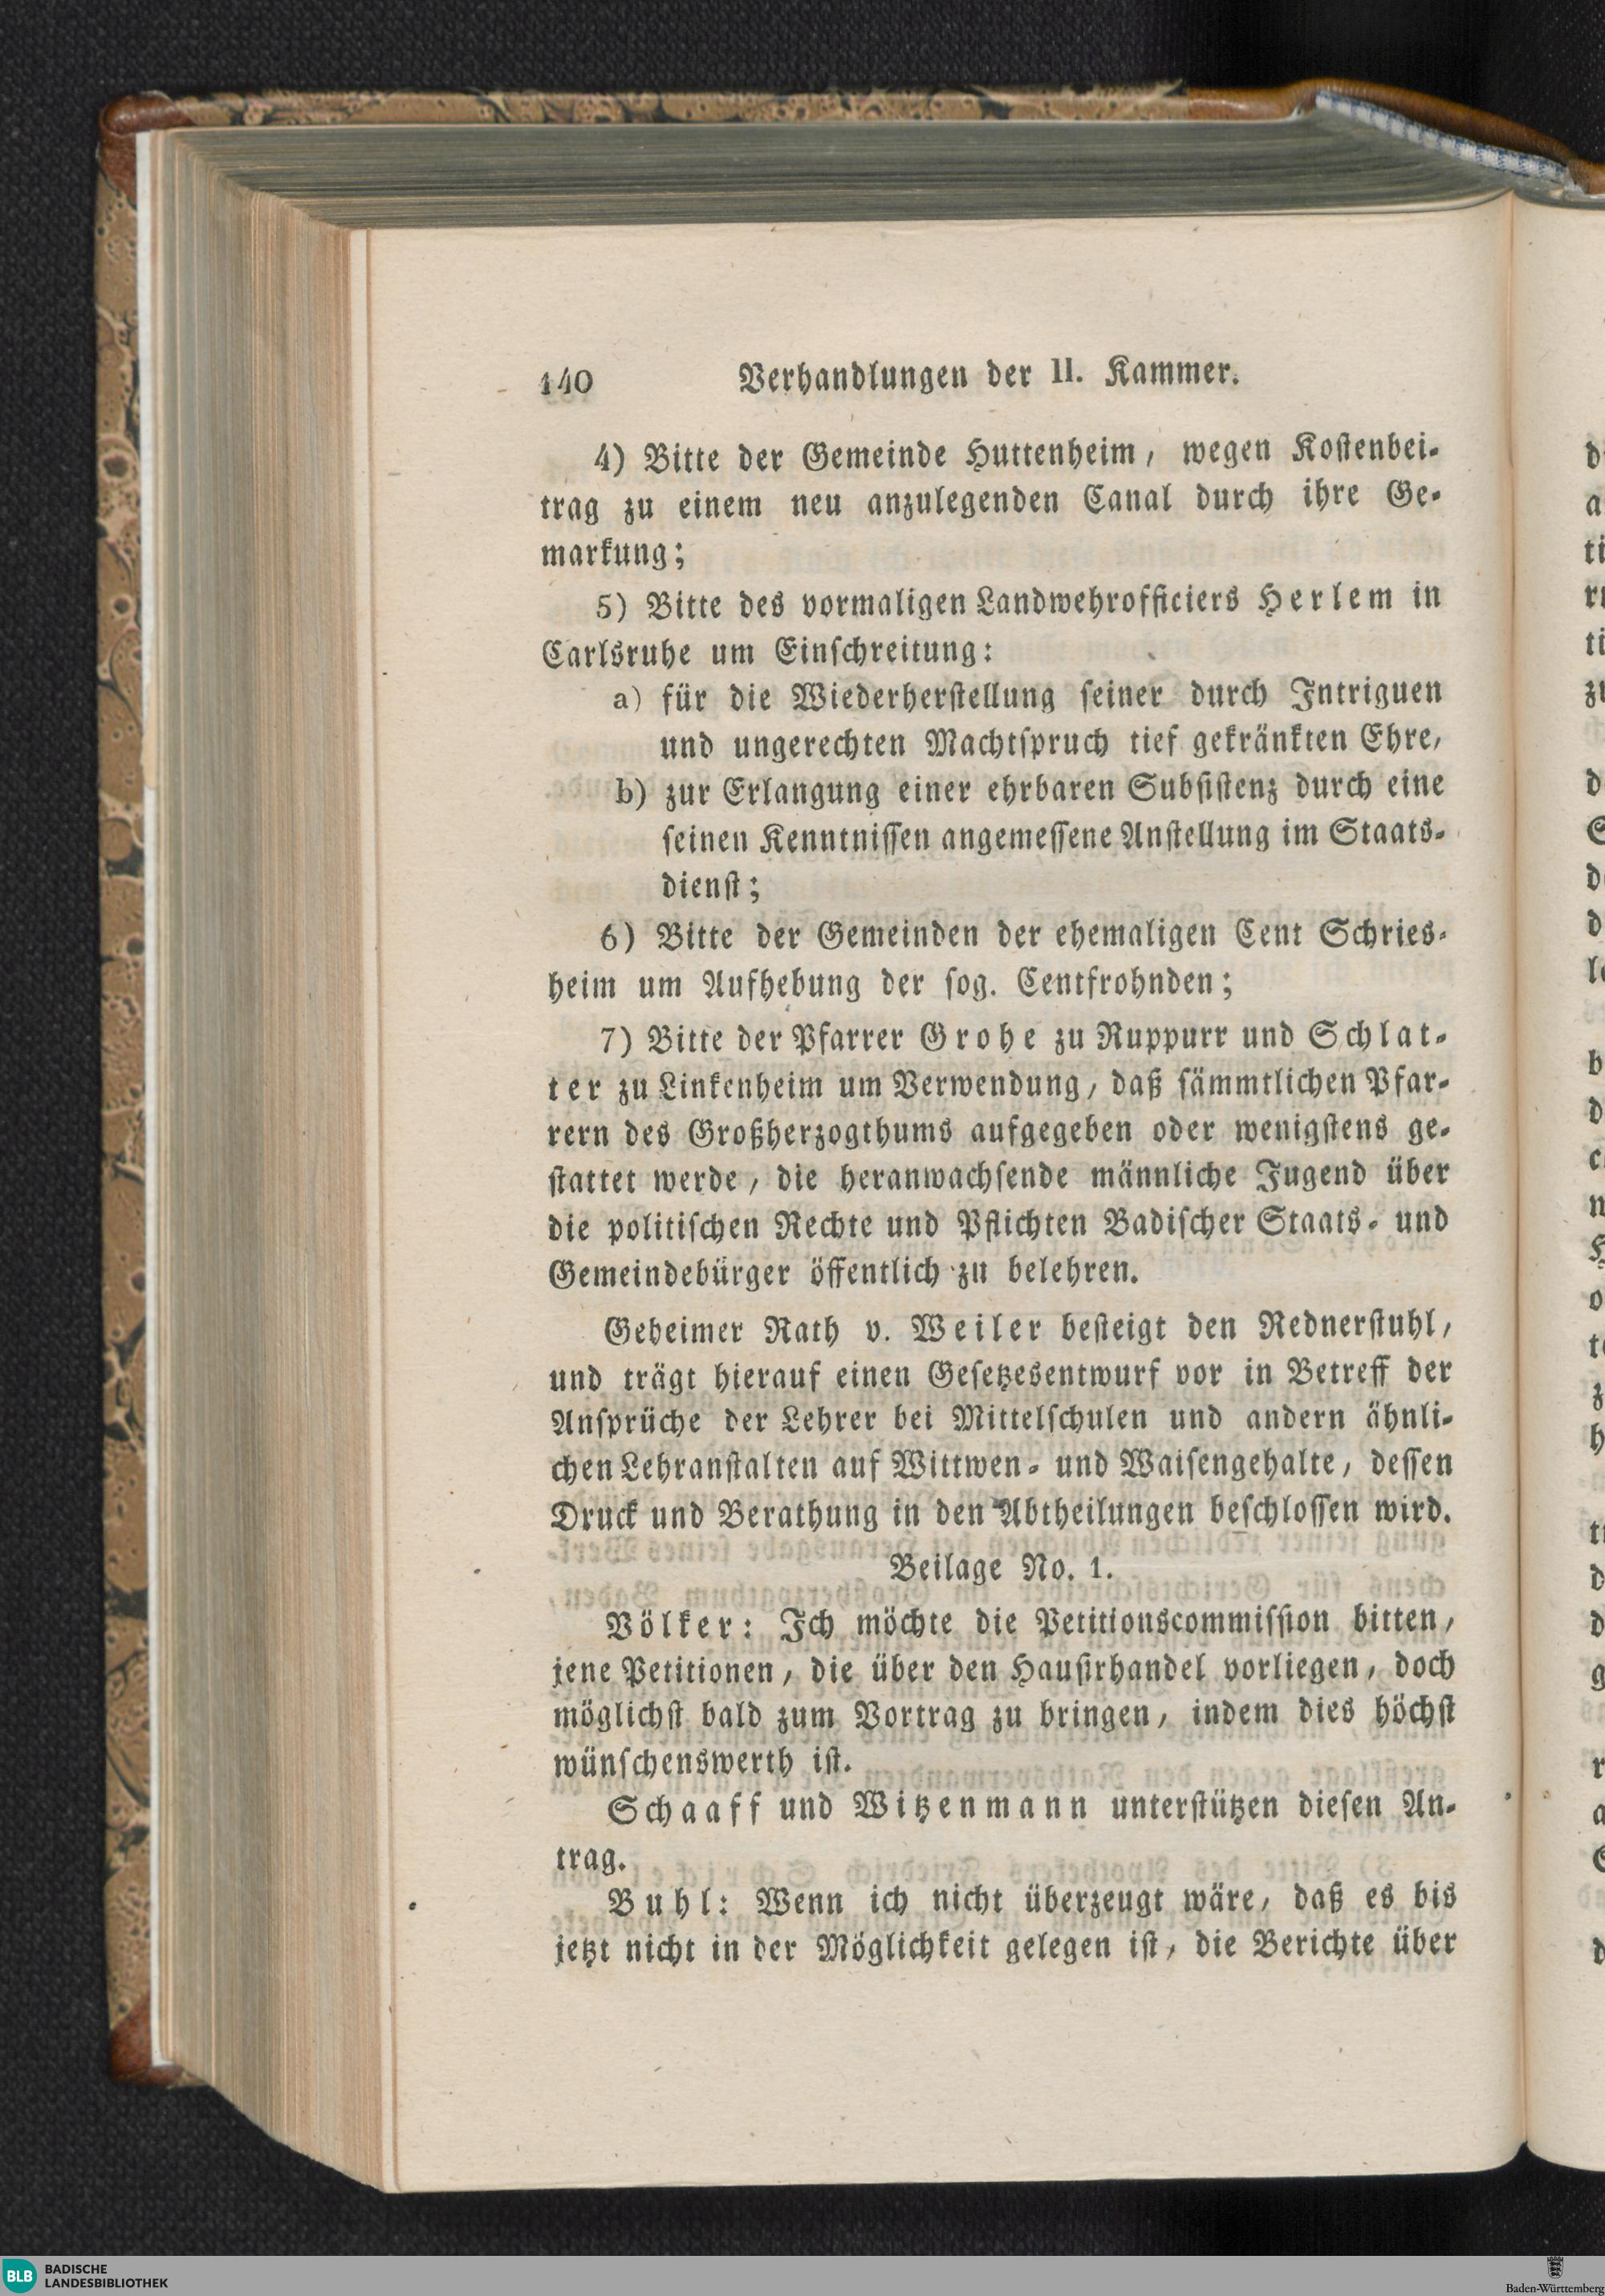 140 Verhandlungen der II. Kammer.
4) Bitte der Gemeinde Huttenheim, wegen Kostenbei-
trag zu einem neu anzulegenden Canal durch ihre Ge-
markung;
5) Bitte des vormaligen Landwehrofficiers Herlem in
Carlsruhe um Einschreitung:
a) für die Wiederherstellung seiner durch Intriguen
und ungerechten Machtspruch tief gekränkten Ehre,
b) zur Erlangung einer ehrbaren Subsistenz durch eine
seinen Kenntnissen angemessene Anstellung im Staats-
dienst;
6) Bitte der Gemeinden der ehemaligen Cent Schries-
heim um Aufhebung der sog. Centfrohnden;
7) Bitte der Pfarrer Grohe zu Ruppurr und Schlat-
ter zu Linkenheim um Verwendung, daß sämmtlichen Pfar-
rern des Großherzogthums aufgegeben oder wenigstens ge-
stattet werde, die heranwachsende männliche Jugend über
die politischen Rechte und Pflichten Badischer Staats- und
Gemeindebürger öffentlich zu belehren.
Geheimer Rath v. Weiler besteigt den Rednerstuhl,
und trägt hierauf einen Gesetzesentwurf vor in Betreff der
Ansprüche der Lehrer bei Mittelschulen und andern ähnli-
chen Lehranstalten auf Wittwen- und Waisengehalte, dessen
Druck und Berathung in den Abtheilungen beschlossen wird.
Beilage No. 1.
Völker: Ich möchte die Petitionscommission bitten,
jene Petitionen, die über den Hausirhandel vorliegen, doch
möglichst bald zum Vortrag zu bringen, indem dies höchst
wünschenswerth ist.
Schaaff und Witzenmann unterstützen diesen An-
trag.
Buhl: Wenn ich nicht überzeugt wäre, daß es bis
jetzt nicht in der Möglichkeit gelegen ist, die Berichte über
BLB BADISCHE
LANDESBIBLIOTHEK
Baden-Württemberg